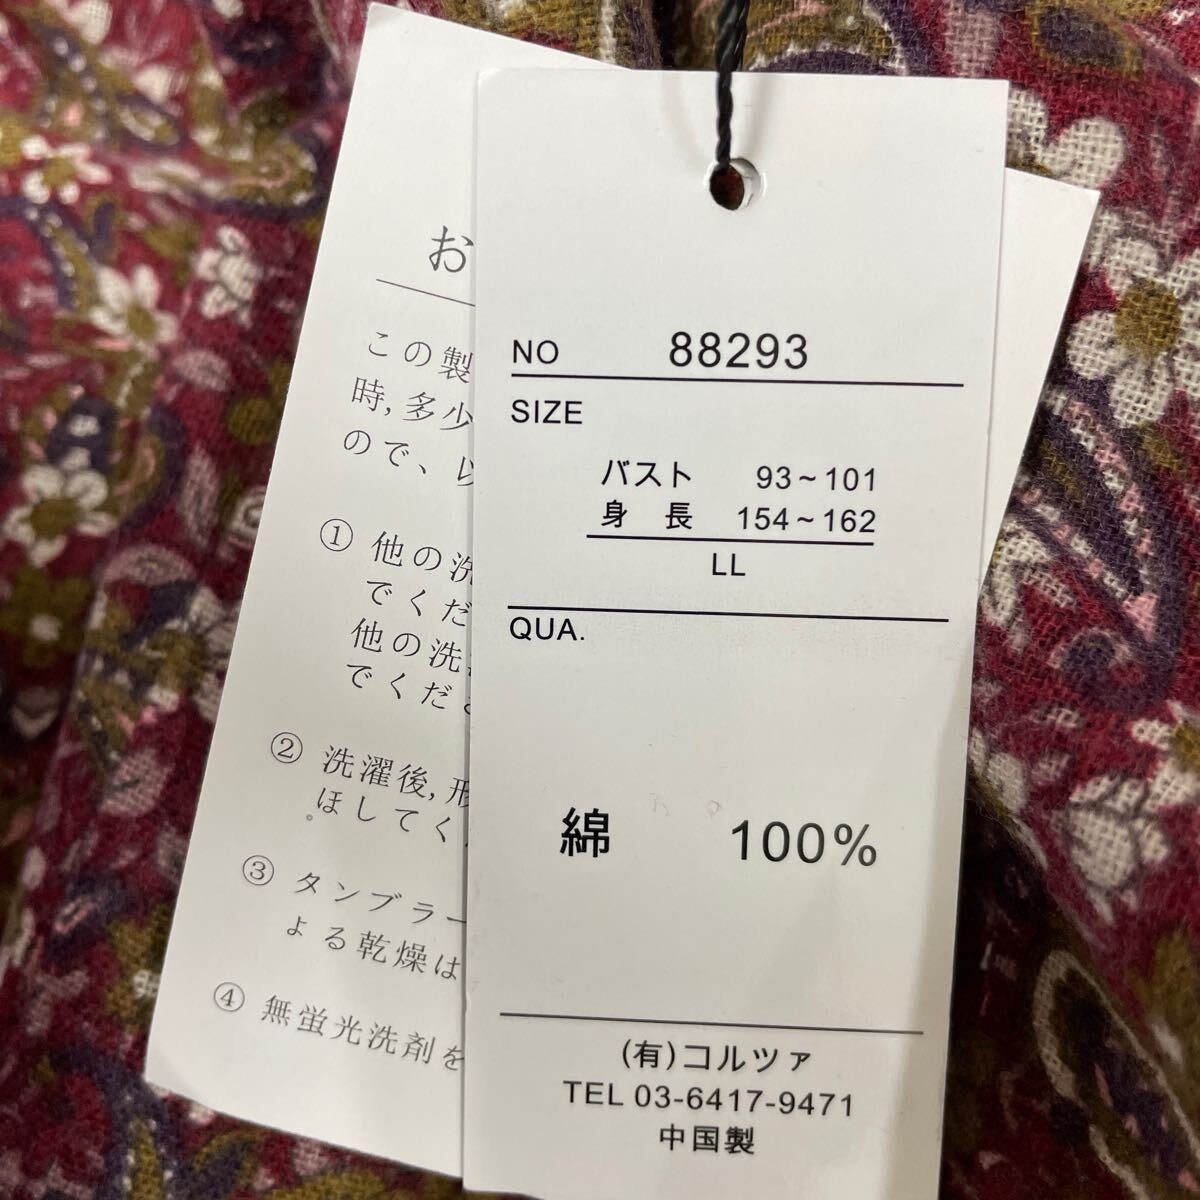 お
この製
時,多少
ので、
① 他の洗
でくだ
他の洗
でくださ
② 洗濯後,形
ほしてく
。
③ タンブラー
よる乾燥は
④ 無蛍光洗剤を
NO 88293
SIZE
バスト 93~101
身 長 154~162
LL
QUA.
綿 100%
(有)コルツァ
TEL 03-6417-9471
中国製